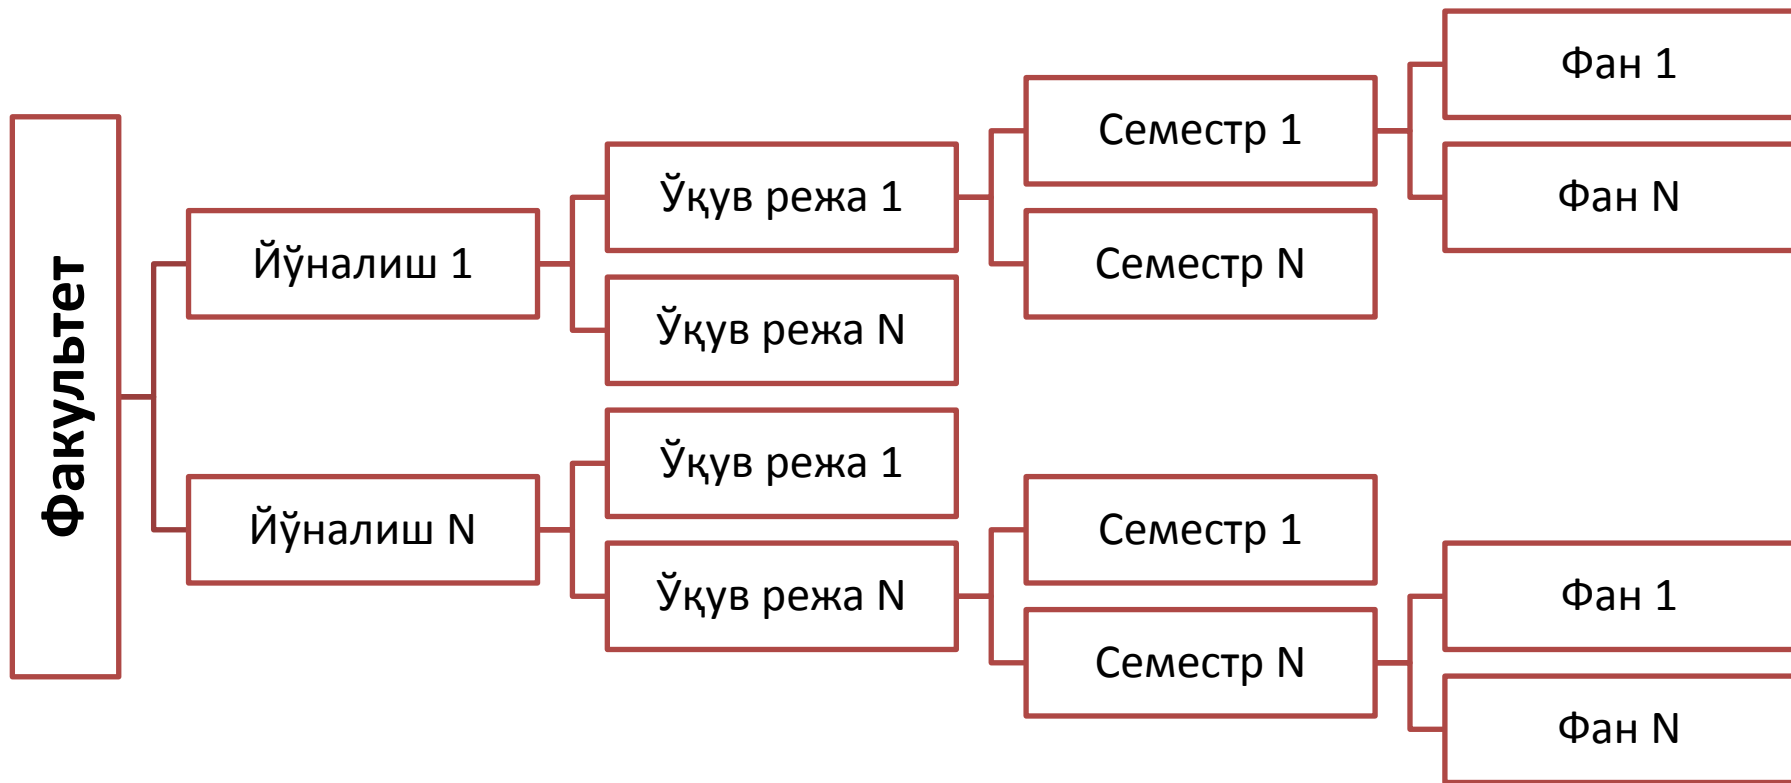 Факультет
Йўналиш 1
Ўқув режа 1
Семестр 1
Фан 1
Фан N
Семестр N
Ўқув режа N
Йўналиш N
Ўқув режа 1
Ўқув режа N
Семестр 1
Семестр N
Фан 1
Фан N